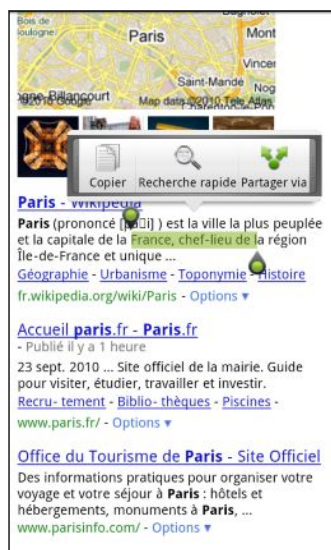 Bois de
oulogne
Paris
Mont
Vincer
Saint-Mandé
Nog
gne-Billancourt
©2010 Google
Map data ©2010 Tele Atlas
Copier
Recherche rapide
Partager via
Paris - Wikipedia
Paris (prononcé [pa i] ) est la ville la plus peuplée
et la capitale de la France, chef-lieu de la région
Île-de-France et unique ...
Géographie - Urbanisme - Toponymie - Histoire
fr.wikipedia.org/wiki/Paris - Options ▼
Accueil paris.fr - Paris.fr
- Publié il y a 1 heure
23 sept. 2010 ... Site officiel de la mairie. Guide
pour visiter, étudier, travailler et investir.
Recru- tement - Biblio- thèques - Piscines -
www.paris.fr/ - Options ▼
Office du Tourisme de Paris - Site Officiel
Des informations pratiques pour organiser votre
voyage et votre séjour à Paris : hôtels et
hébergements, monuments à Paris, ...
www.parisinfo.com/ - Options ▼